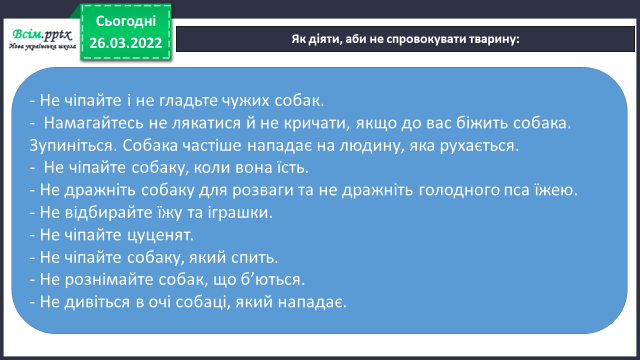 Всім.pptx
Нова українська школа
Сьогодні
26.03.2022
Як діяти, аби не спровокувати тварину:
- Не чіпайте і не гладьте чужих собак.
- Намагайтесь не лякатися й не кричати, якщо до вас біжить собака.
Зупиніться. Собака частіше нападає на людину, яка рухається.
- Не чіпайте собаку, коли вона їсть.
- Не дражніть собаку для розваги та не дражніть голодного пса їжею.
- Не відбирайте їжу та іграшки.
- Не чіпайте цуценят.
- Не чіпайте собаку, який спить.
- Не рознімайте собак, що б’ються.
- Не дивіться в очі собаці, який нападає.